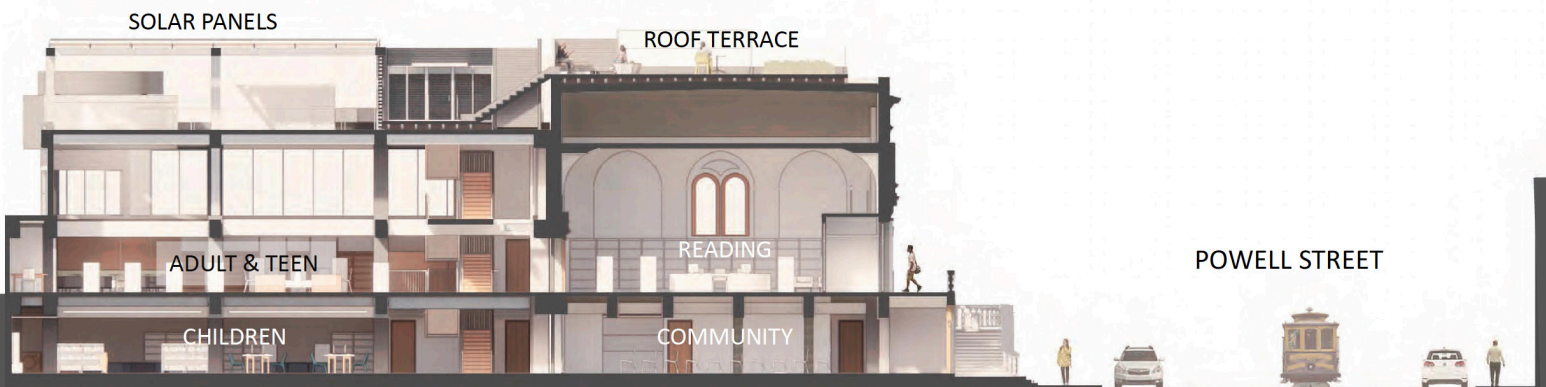 SOLAR PANELS
ROOF TERRACE
READING
ADULT & TEEN
POWELL STREET
CHILDREN
COMMUNITY